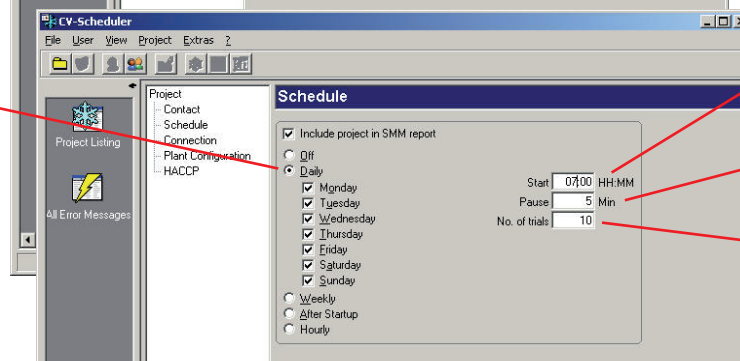 CV-Scheduler
File User View Project Extras ?
Project Listing
All Error Messages
Project
Contact
Schedule
Connection
Plant Configuration
HACCP
Schedule
Include project in SMM report
Off
Daily
Monday
Tuesday
Wednesday
Thursday
Friday
Saturday
Sunday
Weekly
After Startup
Hourly
Start 07:00 HH:MM
Pause 5 Min
No. of trials 10